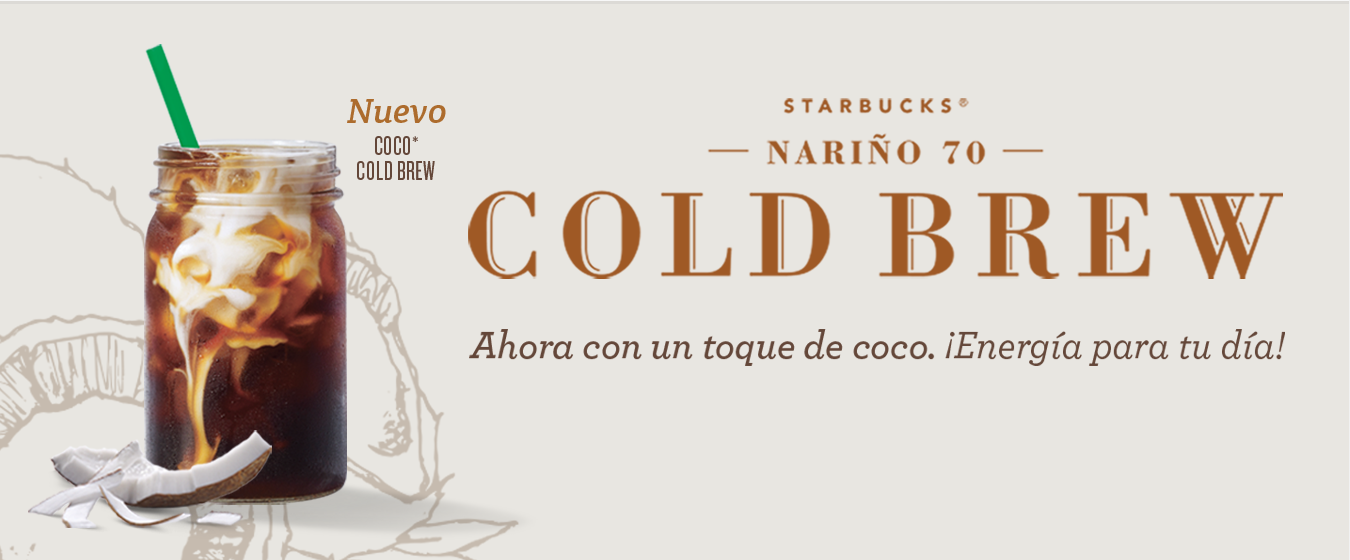 Nuevo
COCO*
COLD BREW
STARBUCKS®
— NARIÑO 70 —
COLD BREW
Ahora con un toque de coco. ¡Energía para tu día!